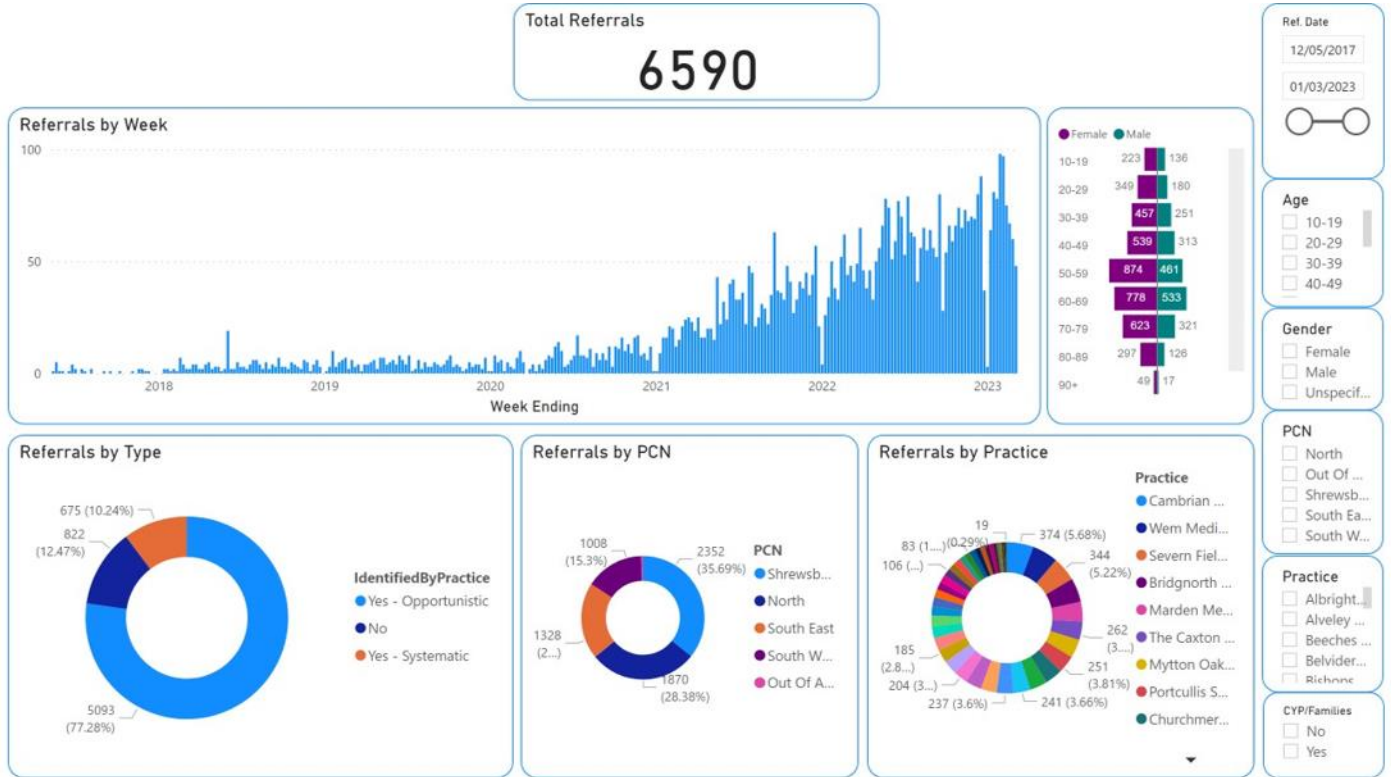 Total Referrals
6590
Ref. Date
12/05/2017
01/03/2023
Referrals by Week
100
50
0
2018
2019
2020
2021
2022
2023
Week Ending
Female
Male
10-19
223
136
20-29
349
180
30-39
457
251
40-49
539
313
50-59
874
461
60-69
778
533
70-79
623
321
80-89
297
126
90+
49
17
Age
10-19
20-29
30-39
40-49
Gender
Female
Male
Unspecif...
PCN
North
Out Of ...
Shrewsb...
South Ea...
South W...
Practice
Albright...
Alveley ...
Beeches ...
Belvider...
Bishops
CYP/Families
No
Yes
Referrals by Type
675 (10.24%)
822
(12.47%)
5093
(77.28%)
IdentifiedByPractice
Yes - Opportunistic
No
Yes - Systematic
Referrals by PCN
1008
(15.3%)
2352
(35.69%)
1328
(2...)
1870
(28.38%)
PCN
Shrewsb...
North
South East
South W...
Out Of A...
Referrals by Practice
19
(0.29%)
83 (1....)
106 (...)
185
(2.8...)
204 (3...)
237 (3.6%)
241 (3.66%)
251
(3.81%)
262
(3....)
344
(5.22%)
374 (5.68%)
Practice
Cambrian ...
Wem Medi...
Severn Fiel...
Bridgnorth ...
Marden Me...
The Caxton ...
Mytton Oak...
Portcullis S...
Churchmer...